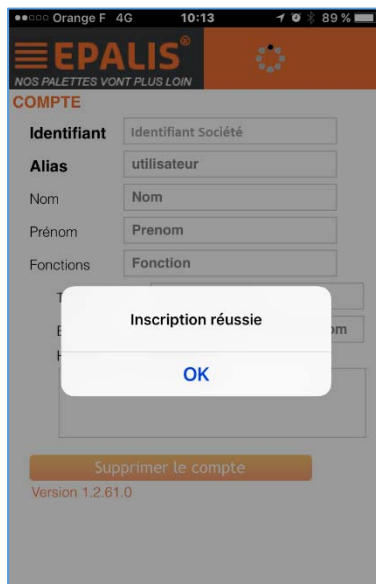 Orange F 4G 10:13 89 %
EPALIS®
NOS PALETTES VONT PLUS LOIN
COMPTE
Identifiant Identifiant Société
Alias utilisateur
Nom Nom
Prénom Prenom
Fonctions Fonction
T
E om
H
Inscription réussie
OK
Supprimer le compte
Version 1.2.61.0